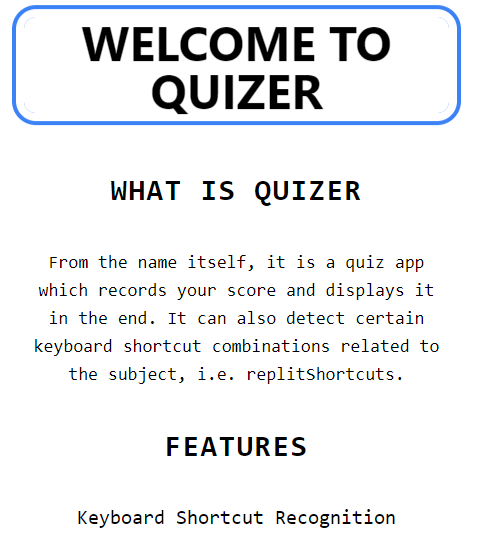 WELCOME TO
QUIZER
WHAT IS QUIZER
From the name itself, it is a quiz app
which records your score and displays it
in the end. It can also detect certain
keyboard shortcut combinations related to
the subject, i.e. replitShortcuts.
FEATURES
Keyboard Shortcut Recognition